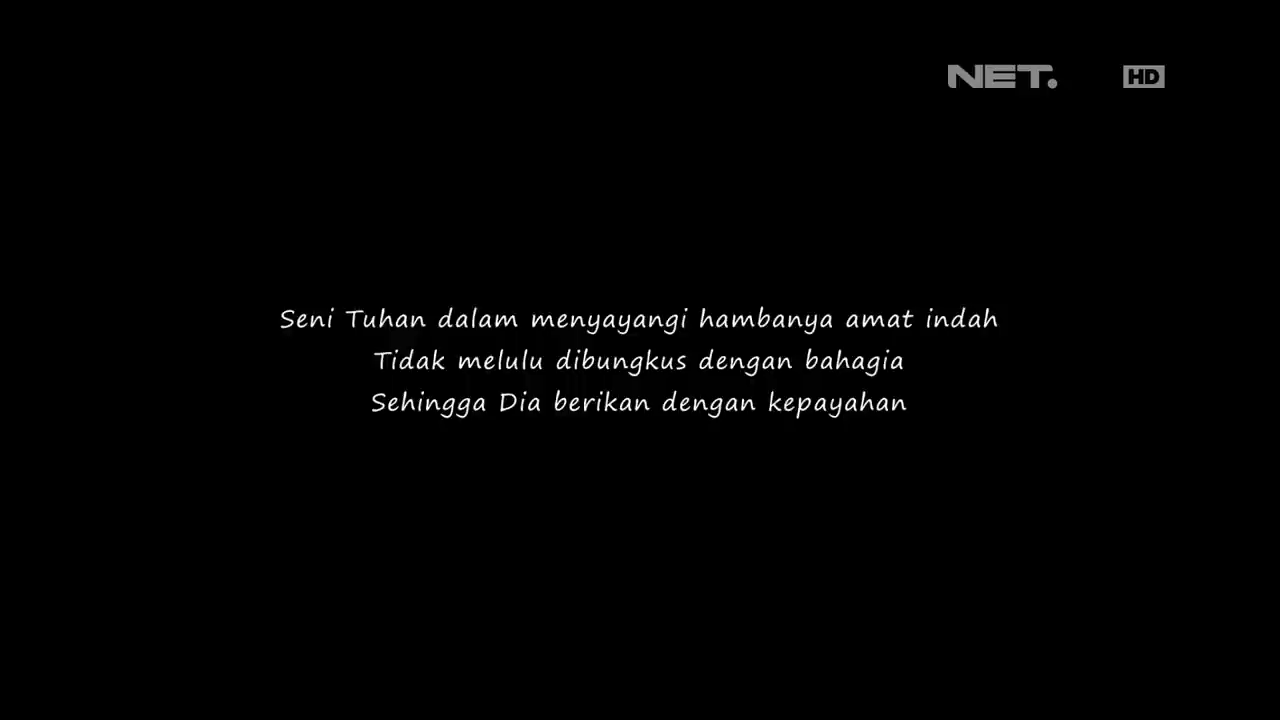 NET. HD
Seni Tuhan dalam menyayangi hambanya amat indah
Tidak melulu dibungkus dengan bahagia
Sehingga Dia berikan dengan kepayahan